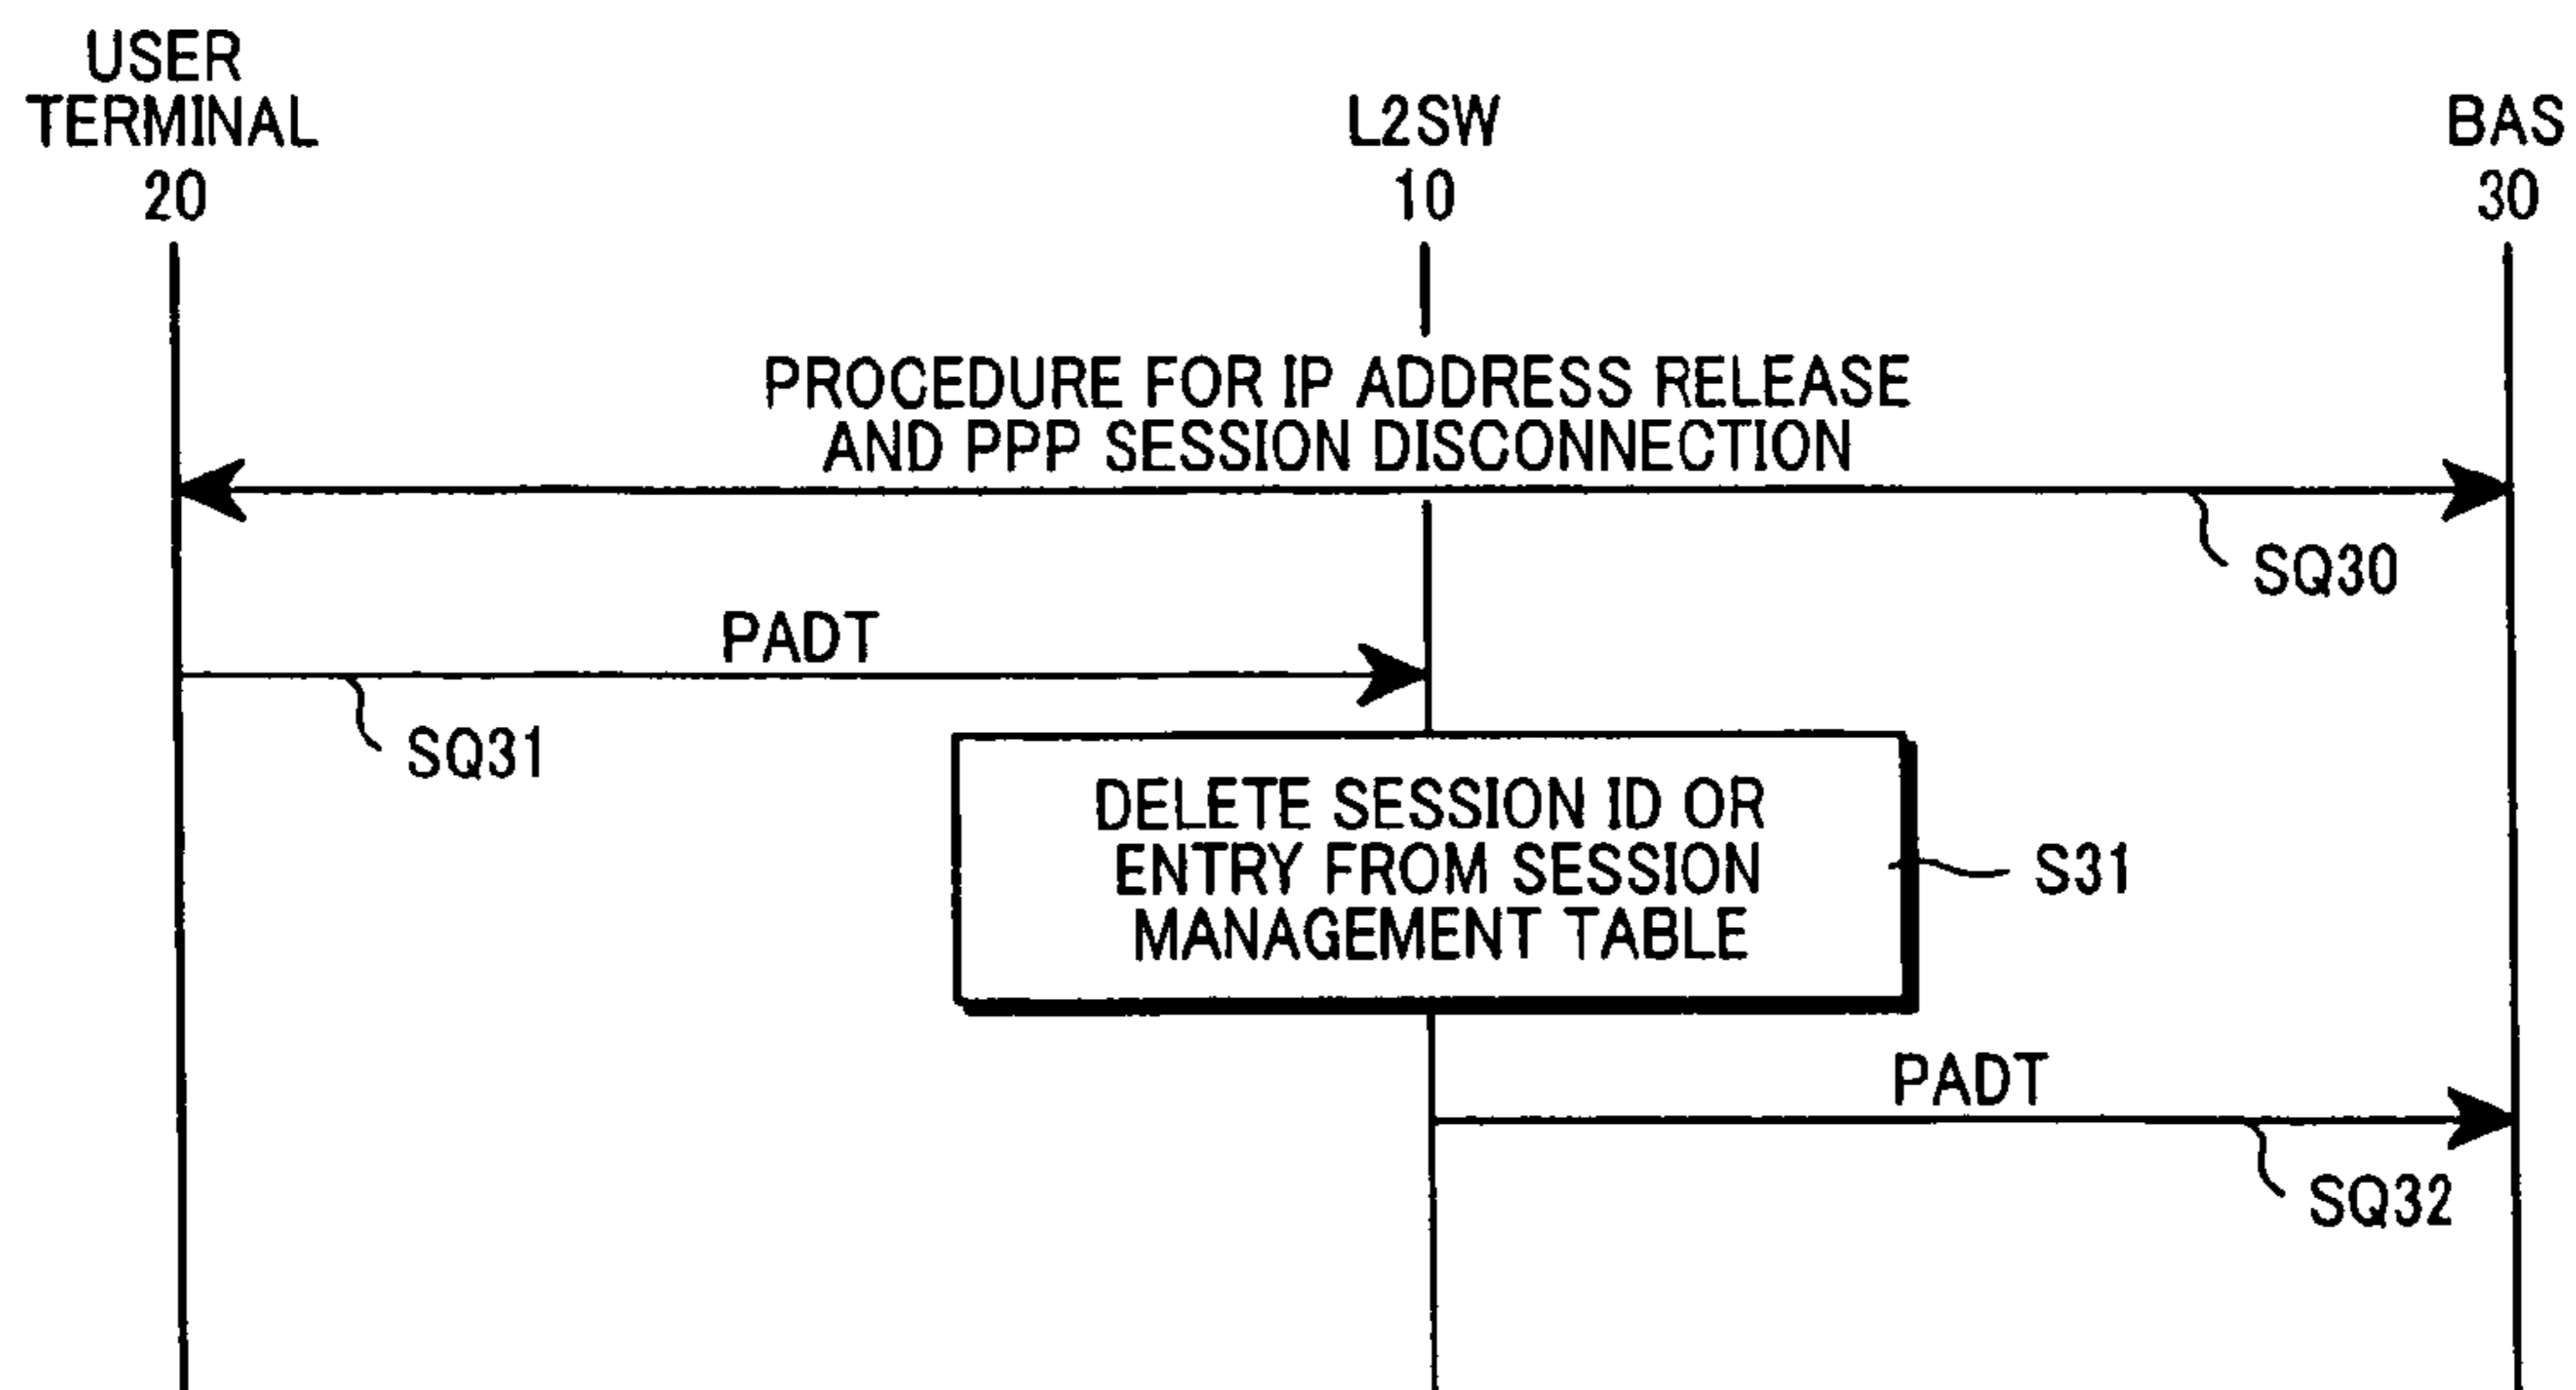 USER
TERMINAL
20
L2SW
10
BAS
30
PROCEDURE FOR IP ADDRESS RELEASE
AND PPP SESSION DISCONNECTION
SQ30
PADT
SQ31
DELETE SESSION ID OR
ENTRY FROM SESSION
MANAGEMENT TABLE
S31
PADT
SQ32